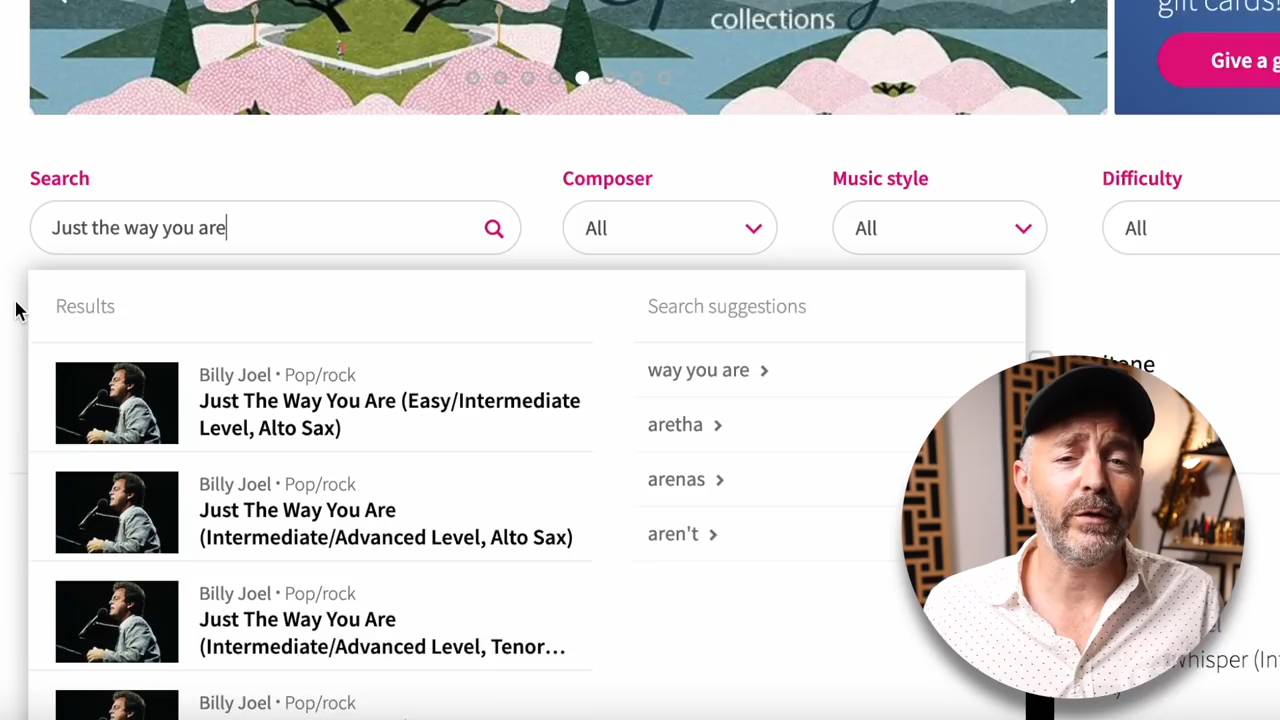 collections
gift cards!
Give a g
Search
Composer
Music style
Difficulty
Just the way you are
All
All
All
Results
Search suggestions
Billy Joel • Pop/rock
Just The Way You Are (Easy/Intermediate
Level, Alto Sax)
Billy Joel • Pop/rock
Just The Way You Are
(Intermediate/Advanced Level, Alto Sax)
Billy Joel • Pop/rock
Just The Way You Are
(Intermediate/Advanced Level, Tenor…
Billy Joel • Pop/rock
way you are
aretha
arenas
aren't
whisper (In